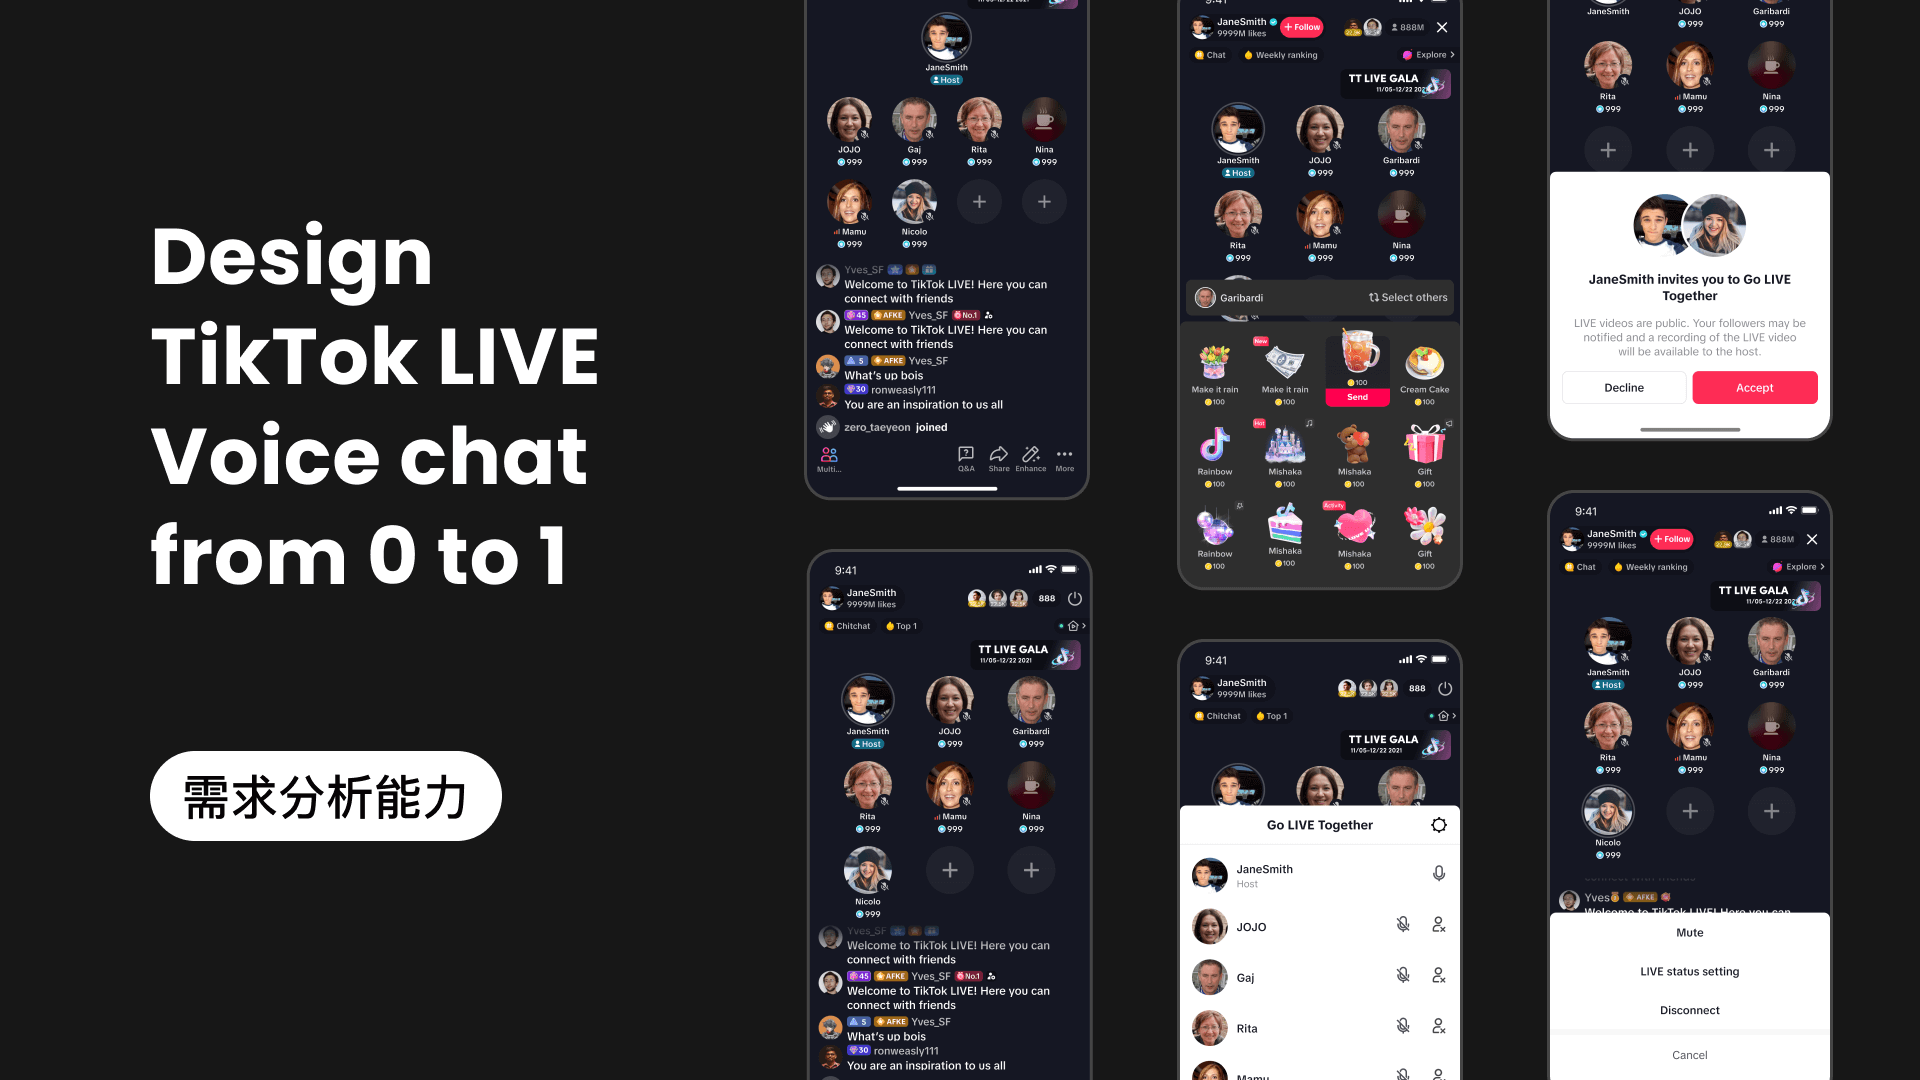 Design
TikTok LIVE
Voice chat
from 0 to 1
需求分析能力
11/05-12/22 2021
JaneSmith
Host
JOJO
Gaj
Rita
Nina
999
999
999
999
Mamu
Nicolo
999
999
Yves_SF
Welcome to TikTok LIVE! Here you can
connect with friends
45 AFKE Yves_SF No.1
Welcome to TikTok LIVE! Here you can
connect with friends
5 AFKE Yves_SF
What's up bois
30 ronweasly111
You are an inspiration to us all
zero_taeyeon joined
Multi...
Q&A
Share
Enhance
More
9:41
JaneSmith
9999M likes
888
Chitchat
Top 1
TT LIVE GALA
11/05-12/22 2021
JaneSmith
JOJO
Garibardi
Host
999
999
Rita
Mamu
Nina
999
999
999
Nicolo
999
Yves_SF
Welcome to TikTok LIVE! Here you can
connect with friends
45 AFKE Yves_SF No.1
Welcome to TikTok LIVE! Here you can
connect with friends
5 AFKE Yves_SF
What's up bois
30 ronweasly111
You are an inspiration to us all
9:41
JaneSmith
+ Follow
888M
9999M likes
Chat
Weekly ranking
Explore
TT LIVE GALA
11/05-12/22 202
JaneSmith
JOJO
Garibardi
Host
999
999
Rita
Mamu
Nina
999
999
999
Garibardi
Select others
New
Make it rain
Make it rain
100
Cream Cake
100
100
Send
100
Hot
Rainbow
Mishaka
Mishaka
Gift
100
100
100
100
Activity
Rainbow
Mishaka
Mishaka
Gift
100
100
100
100
9:41
JaneSmith
9999M likes
888
Chitchat
Top 1
TT LIVE GALA
11/05-12/22 2021
Go LIVE Together
JaneSmith
Host
JOJO
Gaj
Rita
Mamu
JaneSmith
JOJO
Garibardi
999
999
Rita
Mamu
Nina
999
999
999
JaneSmith invites you to Go LIVE
Together
LIVE videos are public. Your followers may be
notified and a recording of the LIVE video
will be available to the host.
Decline
Accept
9:41
JaneSmith
+ Follow
888M
9999M likes
Chat
Weekly ranking
Explore
TT LIVE GALA
11/05-12/22 202
JaneSmith
JOJO
Garibardi
Host
999
999
Rita
Mamu
Nina
999
999
999
Nicolo
999
Yves AFKE
Welcome to TikTok LIVE! Here you can
Mute
LIVE status setting
Disconnect
Cancel